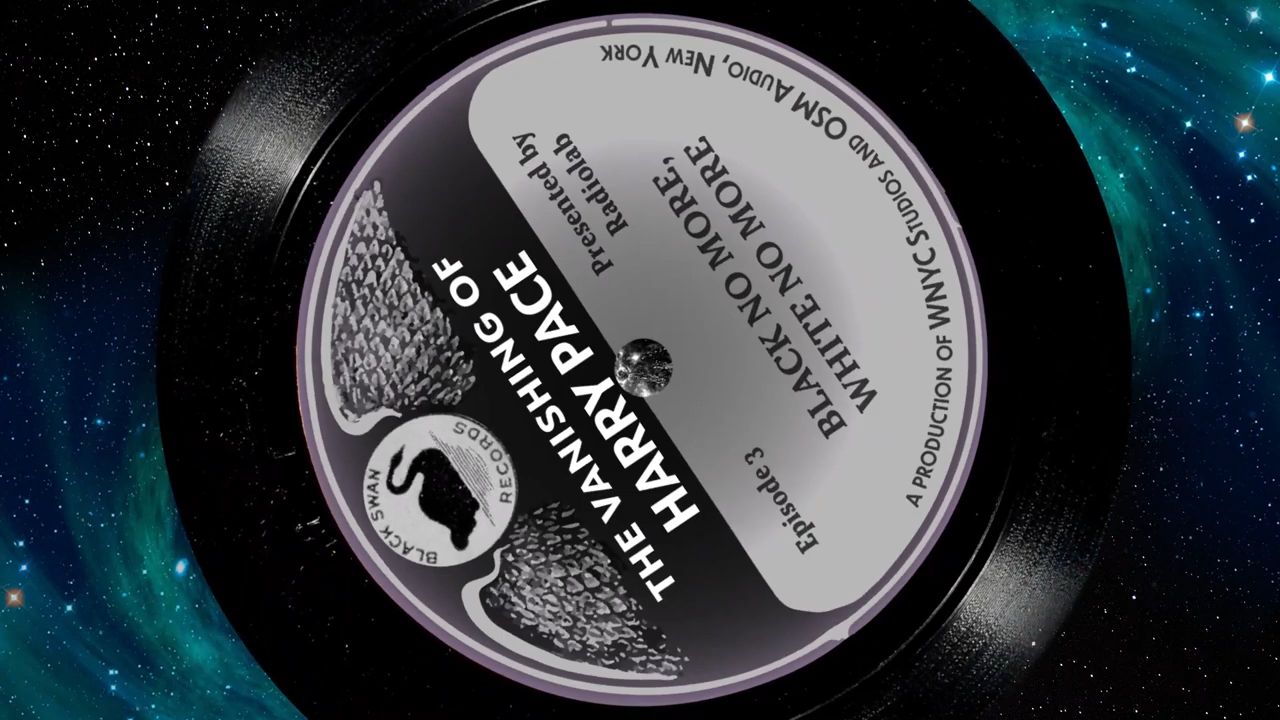 BLACK SWAN
RECORDS
THE VANISHING OF
HARRY PACE
Presented by
Radiolab
Episode 3
BLACK NO MORE,
WHITE NO MORE
A PRODUCTION OF WNYC STUDIOS AND OSM AUDIO, NEW YORK